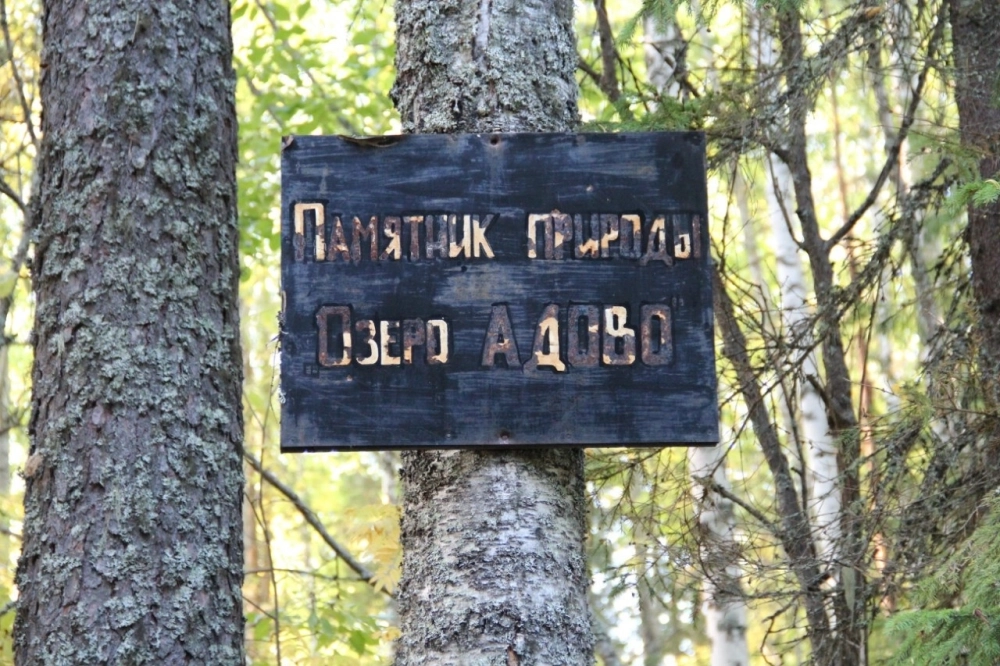 Памятник природы
„Озеро Адово"